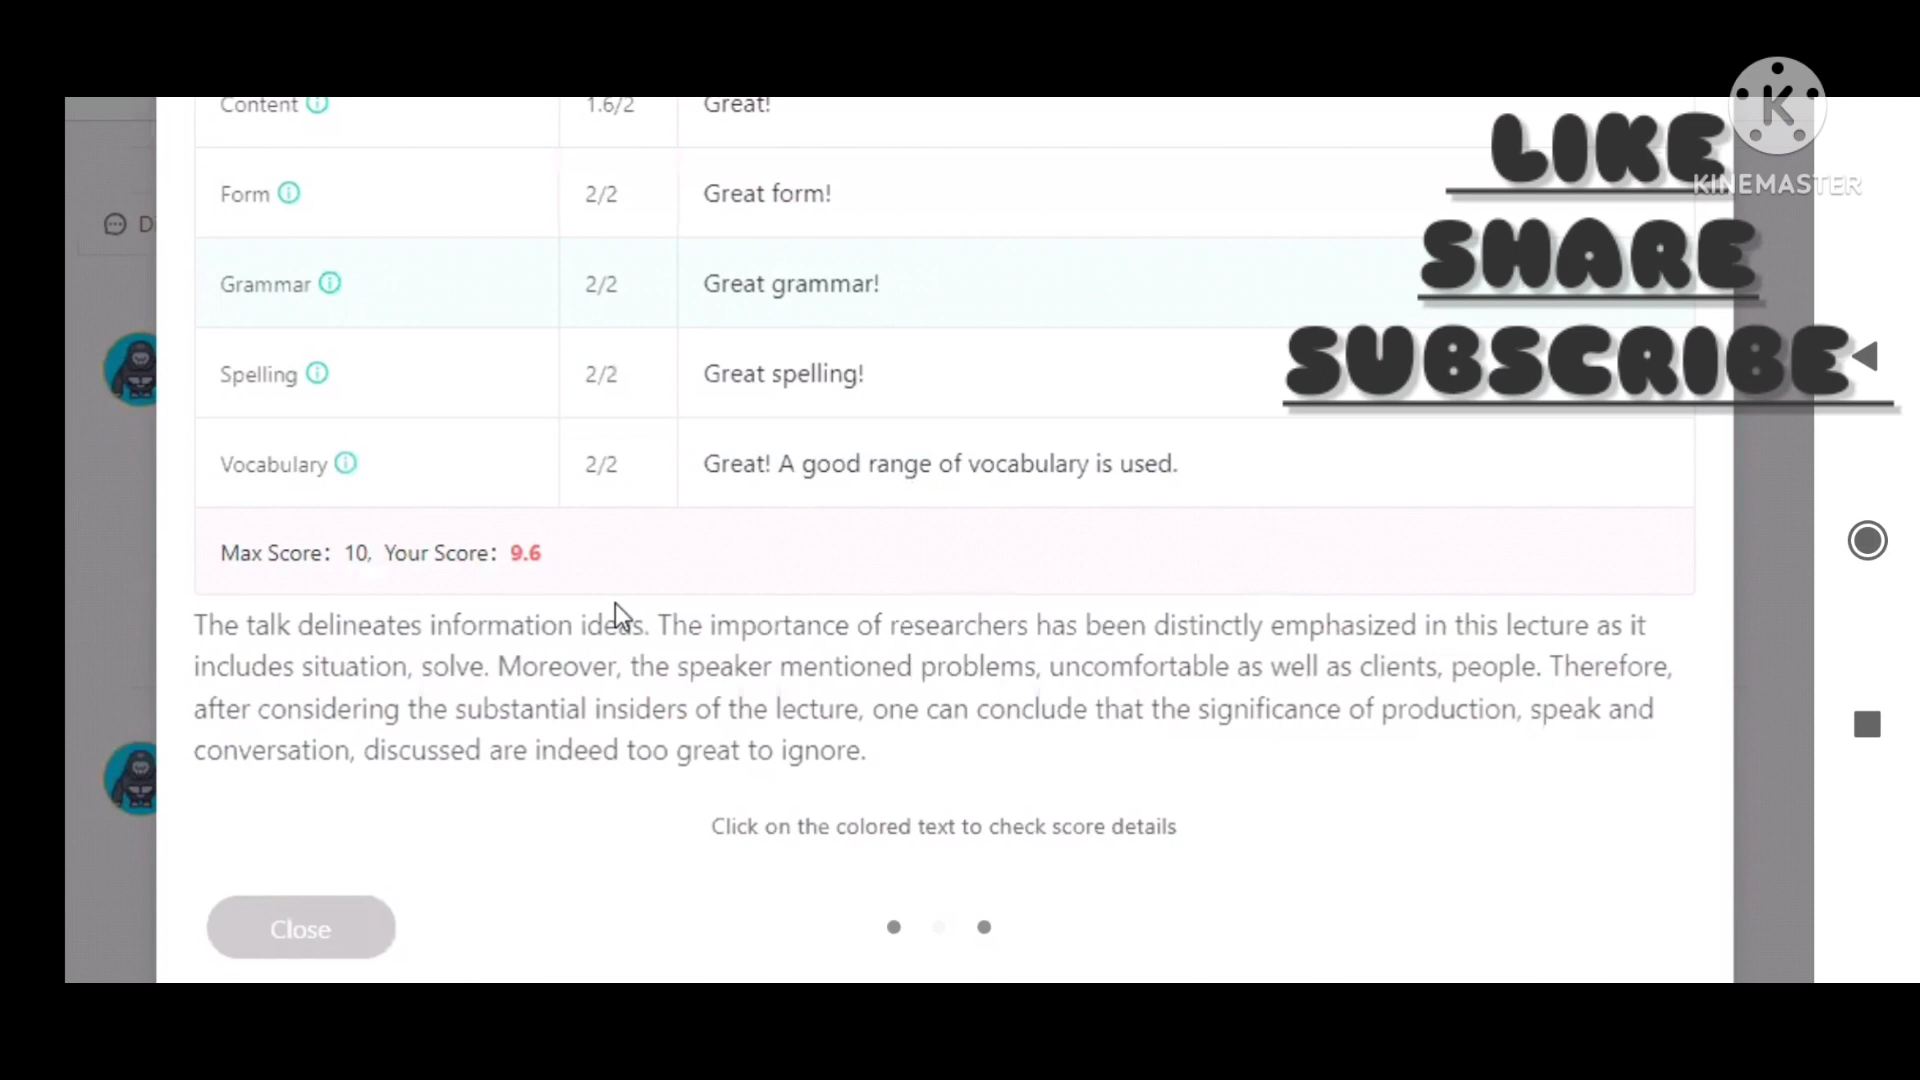 Content 1.6/2 Great!
LIKE
KINEMASTER
Form 2/2 Great form!
D
SHARE
Grammar 2/2 Great grammar!
SUBSCRIBE
Spelling 2/2 Great spelling!
Vocabulary 2/2 Great! A good range of vocabulary is used.
Max Score: 10, Your Score: 9.6
The talk delineates information ideas. The importance of researchers has been distinctly emphasized in this lecture as it
includes situation, solve. Moreover, the speaker mentioned problems, uncomfortable as well as clients, people. Therefore,
after considering the substantial insiders of the lecture, one can conclude that the significance of production, speak and
conversation, discussed are indeed too great to ignore.
Click on the colored text to check score details
Close